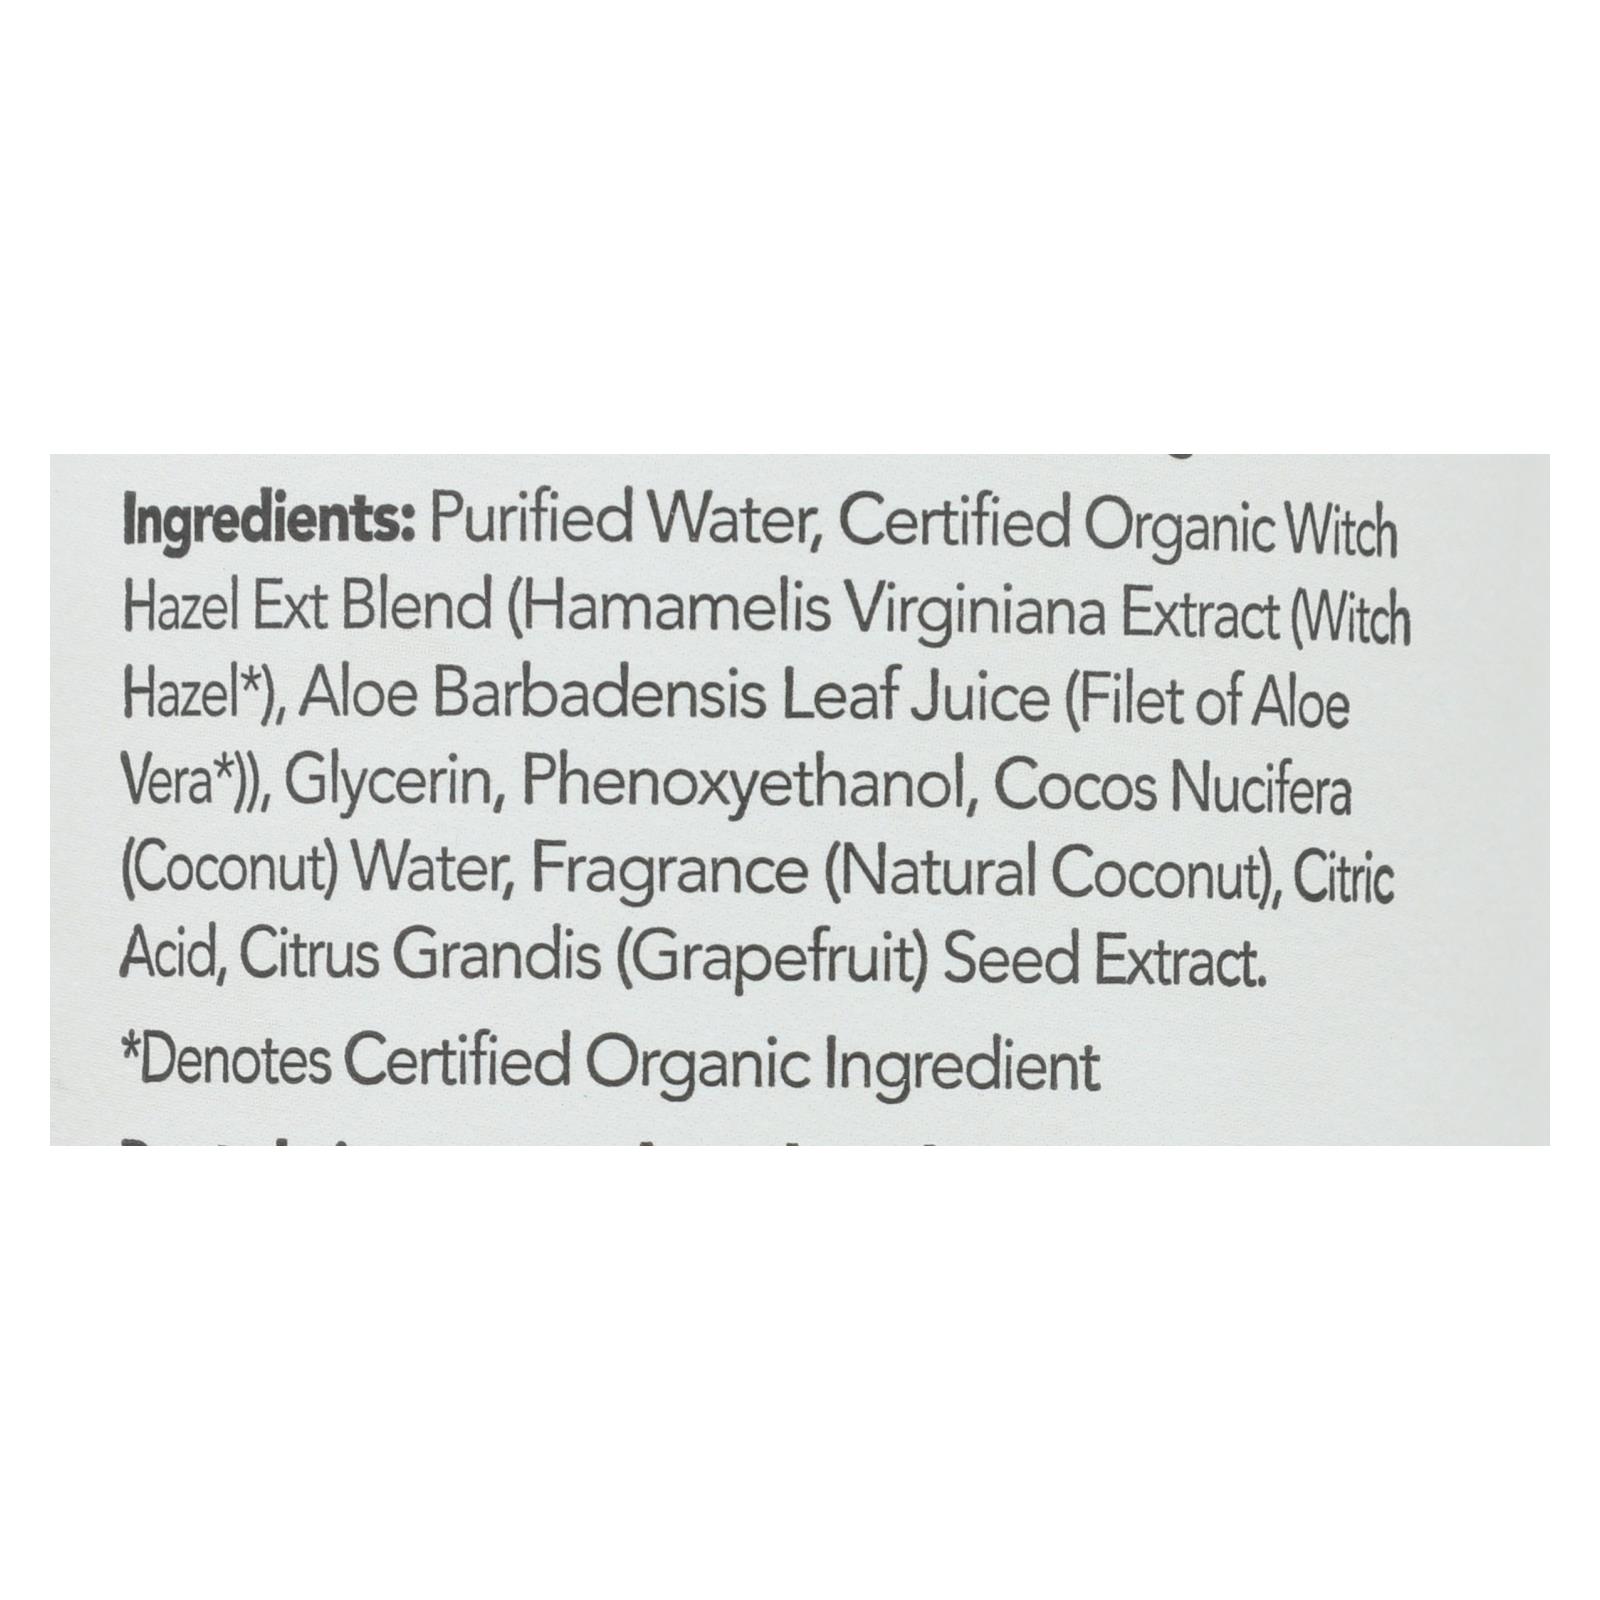 Ingredients: Purified Water, Certified Organic Witch
Hazel Ext Blend (Hamamelis Virginiana Extract (Witch
Hazel*), Aloe Barbadensis Leaf Juice (Filet of Aloe
Vera*)), Glycerin, Phenoxyethanol, Cocos Nucifera
(Coconut) Water, Fragrance (Natural Coconut), Citric
Acid, Citrus Grandis (Grapefruit) Seed Extract.
*Denotes Certified Organic Ingredient